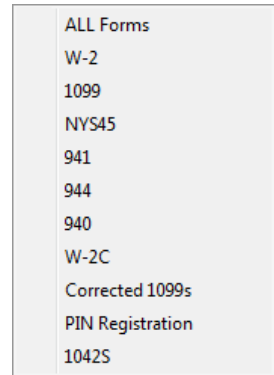 ALL Forms
W-2
1099
NYS45
941
944
940
W-2C
Corrected 1099s
PIN Registration
1042S